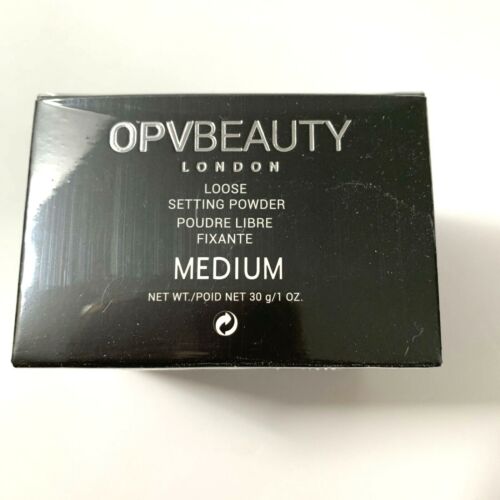 OPVBEAUTY
LONDON
LOOSE
SETTING POWDER
POUDRE LIBRE
FIXANTE
MEDIUM
NET WT./POID NET 30 g/1 OZ.